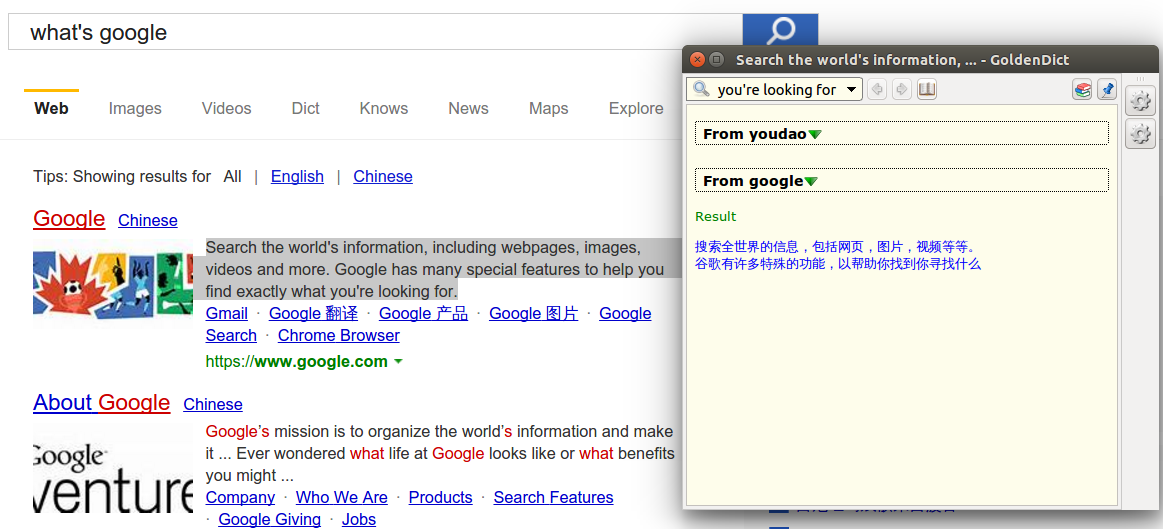 what's google
Web Images Videos Dict Knows News Maps Explore
Tips: Showing results for All | English | Chinese
Google Chinese
Search the world's information, including webpages, images,
videos and more. Google has many special features to help you
find exactly what you're looking for.
Gmail · Google 翻译 · Google 产品 · Google 图片 · Google
Search · Chrome Browser
https://www.google.com
About Google Chinese
Google's mission is to organize the world's information and make
it ... Ever wondered what life at Google looks like or what benefits
you might ...
Company · Who We Are · Products · Search Features
· Google Giving · Jobs
Google
venture
Search the world's information, ... - GoldenDict
you're looking for
From youdao
From google
Result
搜索全世界的信息，包括网页，图片，视频等等。
谷歌有许多特殊的功能，以帮助你找到你寻找什么